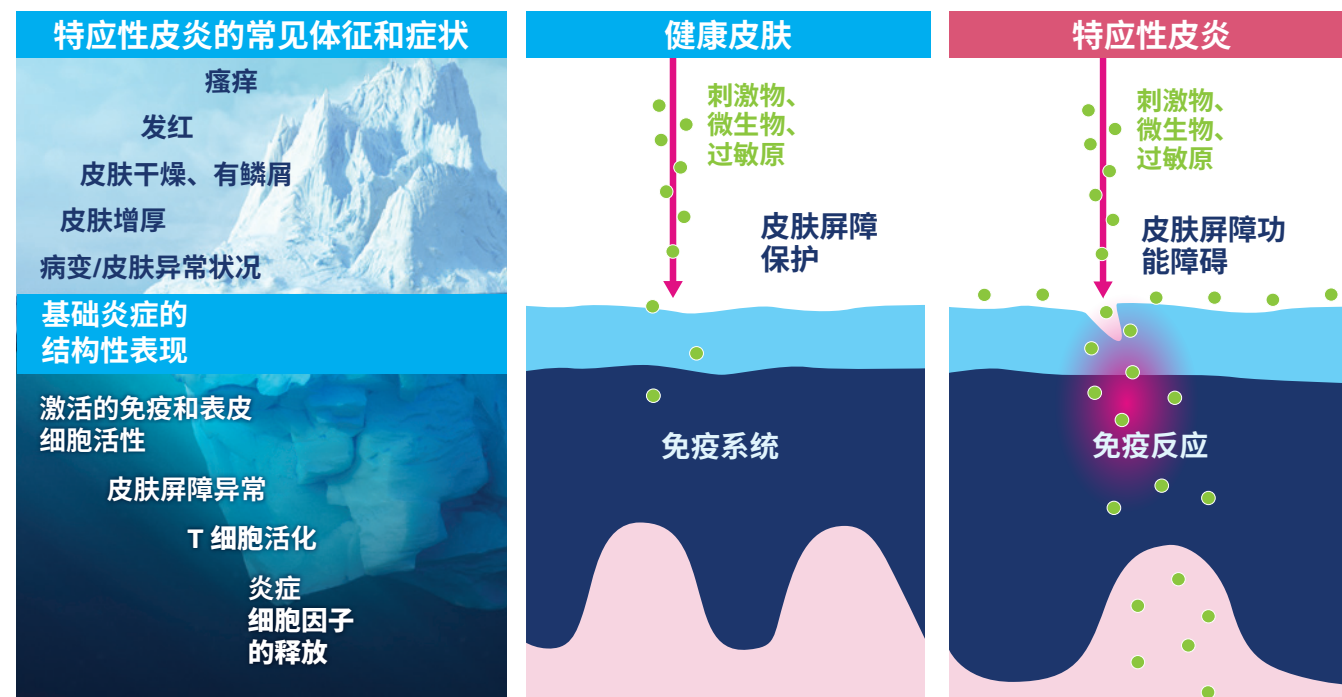 特应性皮炎的常见体征和症状
瘙痒
发红
皮肤干燥、有鳞屑
皮肤增厚
病变/皮肤异常状况
基础炎症的
结构性表现
激活的免疫和表皮
细胞活性
皮肤屏障异常
T 细胞活化
炎症
细胞因子
的释放
健康皮肤
刺激物、
微生物、
过敏原
皮肤屏障
保护
免疫系统
特应性皮炎
刺激物、
微生物、
过敏原
皮肤屏障功
能障碍
免疫反应